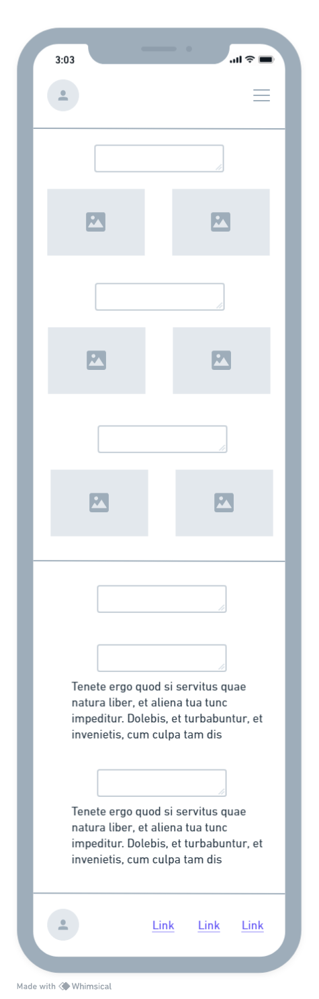 3:03
Tenete ergo quod si servitus quae
natura liber, et aliena tua tunc
impeditur. Dolebis, et turbabuntur, et
invenietis, cum culpa tam dis
Tenete ergo quod si servitus quae
natura liber, et aliena tua tunc
impeditur. Dolebis, et turbabuntur, et
invenietis, cum culpa tam dis
Link Link Link
Made with Whimsical